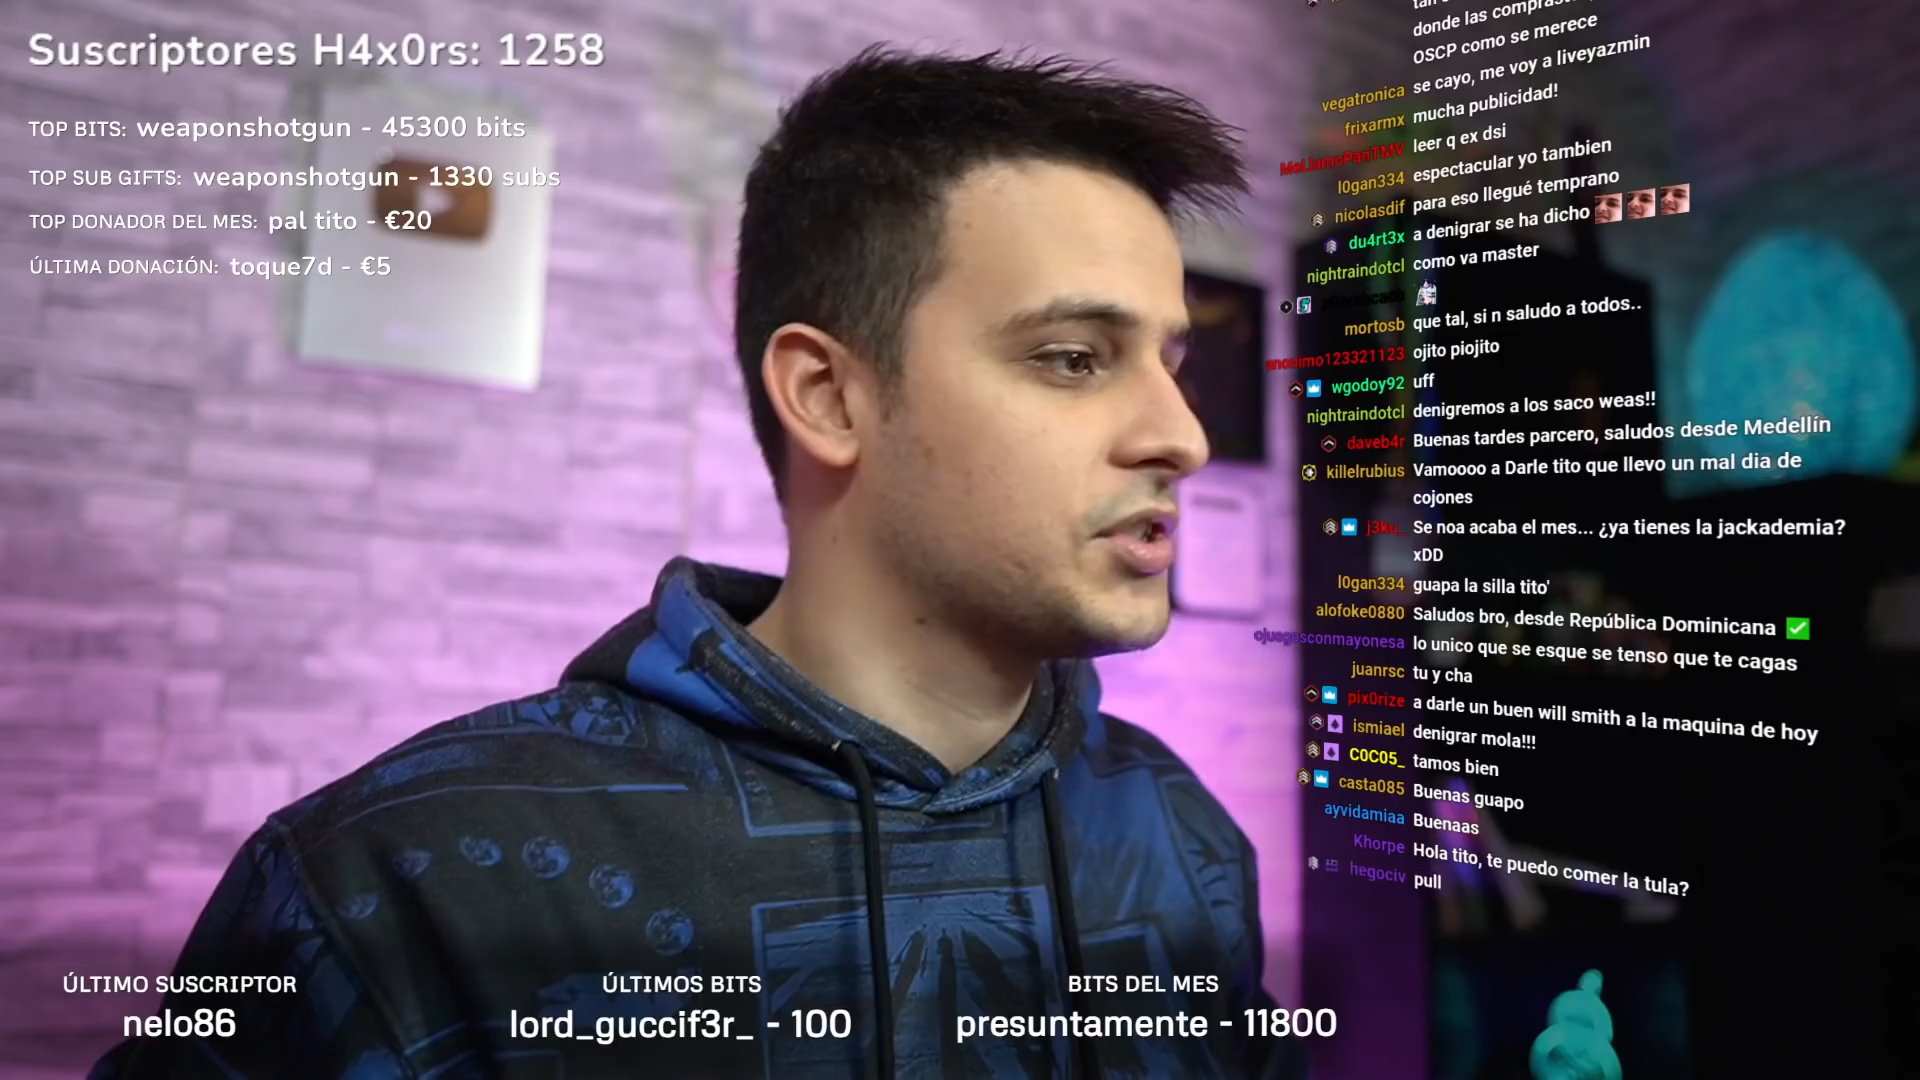 Suscriptores H4x0rs: 1258
TOP BITS: weaponshotgun - 45300 bits
TOP SUB GIFTS: weaponshotgun - 1330 subs
TOP DONADOR DEL MES: pal tito - €20
ÚLTIMA DONACIÓN: toque7d - €5
donde las
OSCP como se merece
vegatronica se cayo, me voy a liveyazmin
frixarmx mucha publicidad!
MeLlamoPanTMV leer q ex dsi
l0gan334 espectacular yo tambien
nicolasdif para eso llegué temprano
du4rt3x a denigrar se ha dicho
nightraindotcl como va master
mortosb que tal, si n saludo a todos..
anonimo123321123 ojito piojito
wgodoy92 uff
nightraindotcl denigremos a los saco weas!!
daveb4r Buenas tardes parcero, saludos desde Medellín
killelrubius Vamoooo a Darle tito que llevo un mal dia de
cojones
j3ku_ Se noa acaba el mes... ¿ya tienes la jackademia?
xDD
l0gan334 guapa la silla tito'
alofoke0880 Saludos bro, desde República Dominicana ✅
ojuegosconmayonesa lo unico que se esque se tenso que te cagas
juanrsc tu y cha
pix0rize a darle un buen will smith a la maquina de hoy
ismiael denigrar mola!!!
C0C05_ tamos bien
casta085 Buenas guapo
ayvidamiaa Buenaas
Khorpe Hola tito, te puedo comer la tula?
hegociv pull
ÚLTIMO SUSCRIPTOR
nelo86
ÚLTIMOS BITS
lord_guccif3r_ - 100
BITS DEL MES
presuntamente - 11800